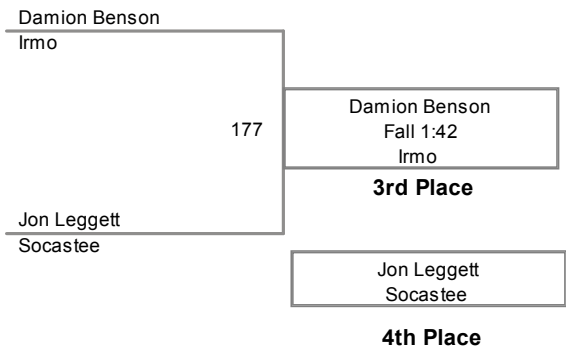 Damion Benson
Irmo
177
Damion Benson
Fall 1:42
Irmo
3rd Place
Jon Leggett
Socastee
Jon Leggett
Socastee
4th Place